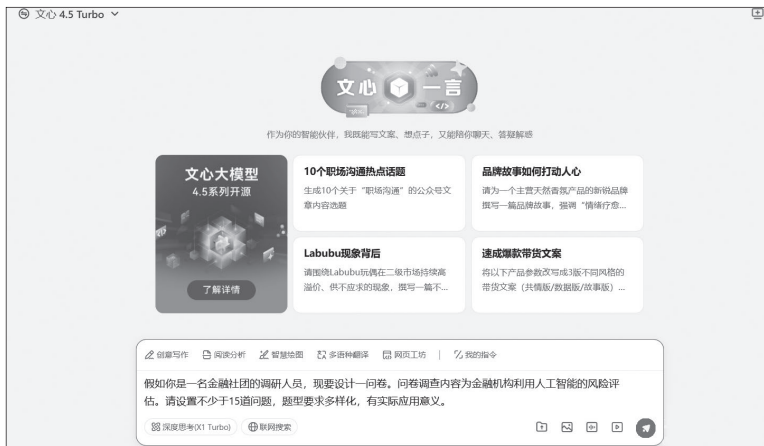 文心 4.5 Turbo
文心一言
</>
作为你的智能伙伴，我既能写文案、想点子，又能陪你聊天、答疑解惑
文心大模型
4.5系列开源
了解详情
10个职场沟通热点话题
生成10个关于“职场沟通”的公众号文
章内容选题
品牌故事如何打动人心
请为一个主营天然香氛产品的新锐品牌
撰写一篇品牌故事，强调“情绪疗愈...
Labubu现象背后
请围绕Labubu玩偶在二级市场持续高
溢价、供不应求的现象，撰写一篇不...
速成爆款带货文案
将以下产品参数改写成3版不同风格的
带货文案（共情版/数据版/故事版）...
创意写作 阅读分析 智慧绘图 多语种翻译 网页工坊 | 我的指令
假如你是一名金融社团的调研人员，现要设计一问卷。问卷调查内容为金融机构利用人工智能的风险评
估。请设置不少于15道问题，题型要求多样化，有实际应用意义。
深度思考(X1 Turbo) 联网搜索